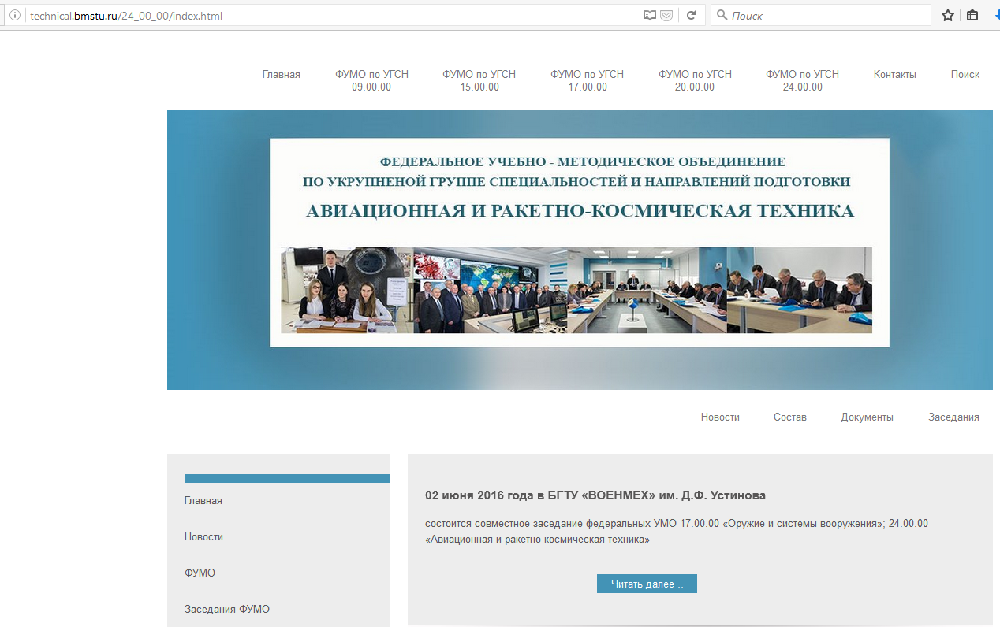 technical.bmstu.ru/24_00_00/index.html
Поиск
Главная
ФУМО по УГСН
09.00.00
ФУМО по УГСН
15.00.00
ФУМО по УГСН
17.00.00
ФУМО по УГСН
20.00.00
ФУМО по УГСН
24.00.00
Контакты
Поиск
ФЕДЕРАЛЬНОЕ УЧЕБНО - МЕТОДИЧЕСКОЕ ОБЪЕДИНЕНИЕ
ПО УКРУПНЕНОЙ ГРУППЕ СПЕЦИАЛЬНОСТЕЙ И НАПРАВЛЕНИЙ ПОДГОТОВКИ
АВИАЦИОННАЯ И РАКЕТНО-КОСМИЧЕСКАЯ ТЕХНИКА
Новости
Состав
Документы
Заседания
Главная
Новости
ФУМО
Заседания ФУМО
02 июня 2016 года в БГТУ «ВОЕНМЕХ» им. Д.Ф. Устинова
состоится совместное заседание федеральных УМО 17.00.00 «Оружие и системы вооружения»; 24.00.00
«Авиационная и ракетно-космическая техника»
Читать далее ..